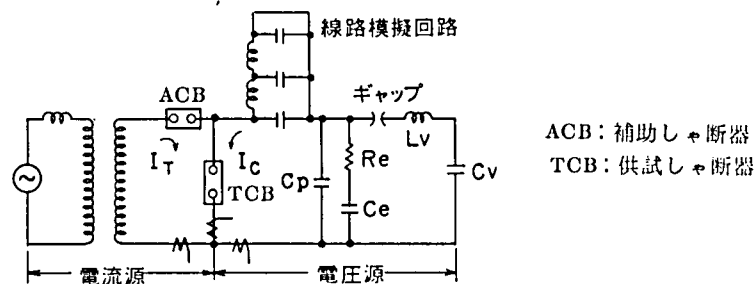 線路模擬回路
ACB
ギャップ
Lv
I_T
I_C
TCB
Cp
Re
Ce
Cv
ACB：補助しゃ断器
TCB：供試しゃ断器
電流源
電圧源